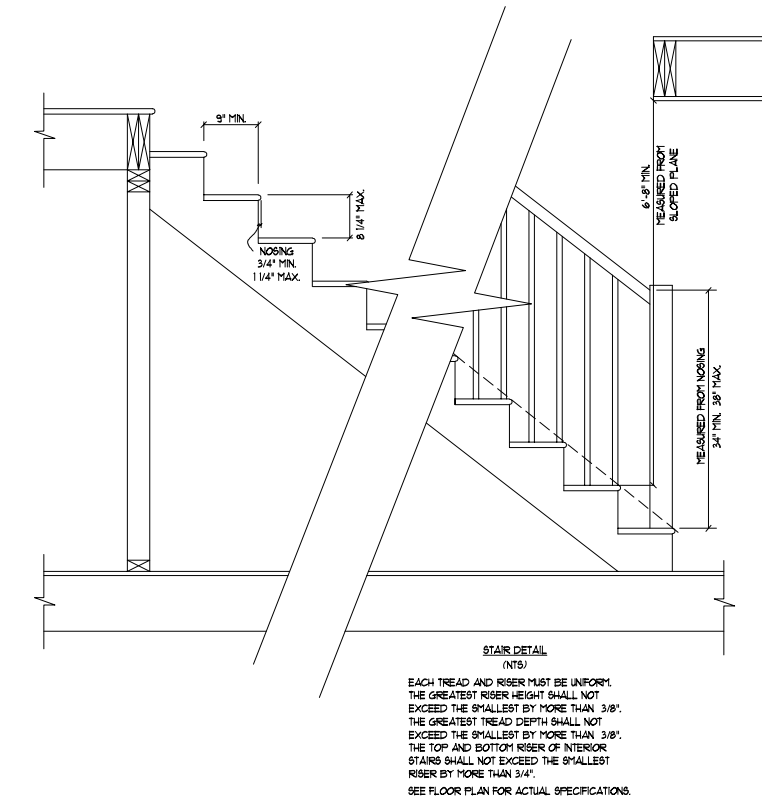 9" MIN.
8 1/4" MAX.
NOSING
3/4" MIN.
1 1/4" MAX.
6'-8" MIN.
MEASURED FROM
SLOPED PLANE
MEASURED FROM NOSING
34" MIN. 38" MAX.
STAIR DETAIL
(NTS)
EACH TREAD AND RISER MUST BE UNIFORM.
THE GREATEST RISER HEIGHT SHALL NOT
EXCEED THE SMALLEST BY MORE THAN 3/8".
THE GREATEST TREAD DEPTH SHALL NOT
EXCEED THE SMALLEST BY MORE THAN 3/8".
THE TOP AND BOTTOM RISER OF INTERIOR
STAIRS SHALL NOT EXCEED THE SMALLEST
RISER BY MORE THAN 3/4".
SEE FLOOR PLAN FOR ACTUAL SPECIFICATIONS.